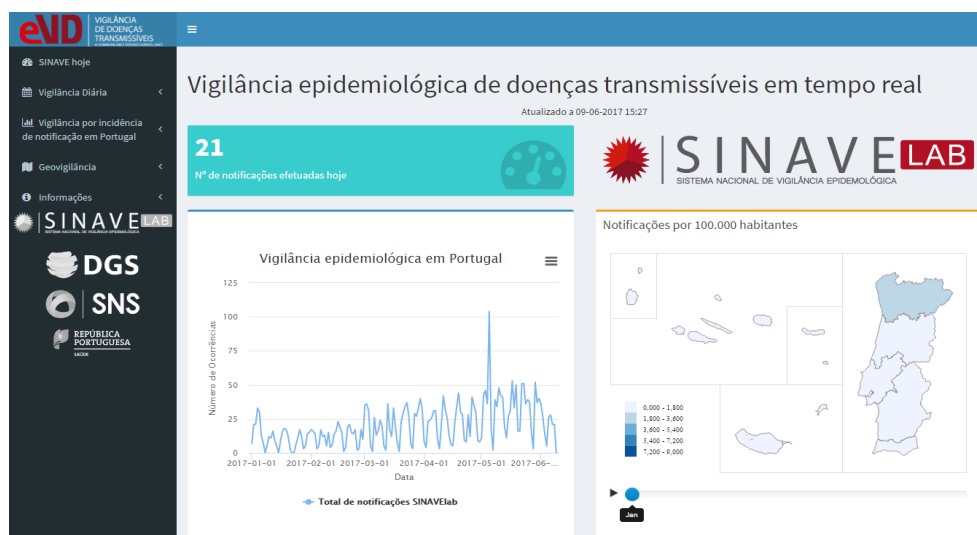 eVD
VIGILÂNCIA
DE DOENÇAS
TRANSMISSÍVEIS
SINAVE hoje
Vigilância Diária
Vigilância por incidência
de notificação em Portugal
Geovigilância
Informações
SINAVE LAB
SISTEMA NACIONAL DE VIGILÂNCIA EPIDEMIOLÓGICA
DGS
SNS
REPÚBLICA
PORTUGUESA
SAÚDE
Vigilância epidemiológica de doenças transmissíveis em tempo real
Atualizado a 09-06-2017 15:27
21
Nº de notificações efetuadas hoje
SINAVE LAB
SISTEMA NACIONAL DE VIGILÂNCIA EPIDEMIOLÓGICA
Vigilância epidemiológica em Portugal
Número de Ocorrências
125
100
75
50
25
0
2017-01-01 2017-02-01 2017-03-01 2017-04-01 2017-05-01 2017-06-...
Data
Total de notificações SINAVElab
Notificações por 100.000 habitantes
0,000 - 1,800
1,800 - 3,600
3,600 - 5,400
5,400 - 7,200
7,200 - 9,000
Jan